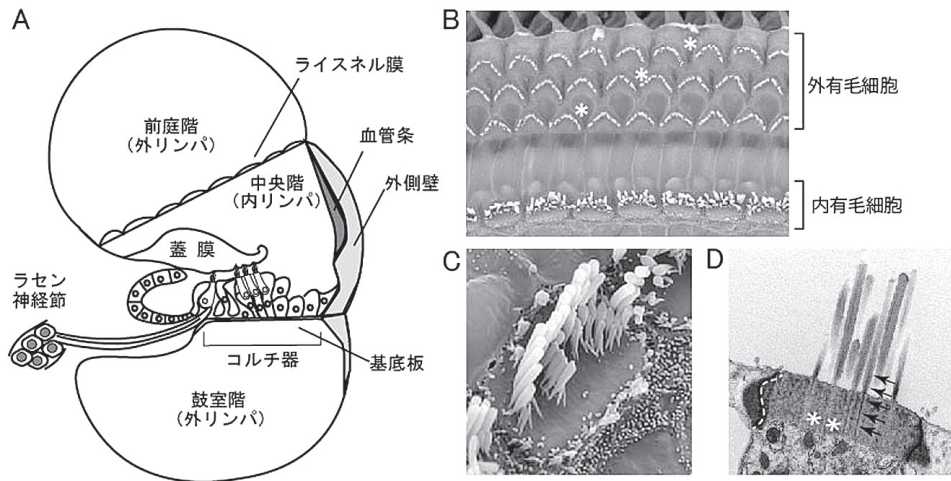 A
ライスネル膜
前庭階
(外リンパ)
血管条
中央階
(内リンパ)
外側壁
蓋 膜
ラセン
神経節
コルチ器
基底板
鼓室階
(外リンパ)
B
*
*
*
外有毛細胞
内有毛細胞
C
D
* *